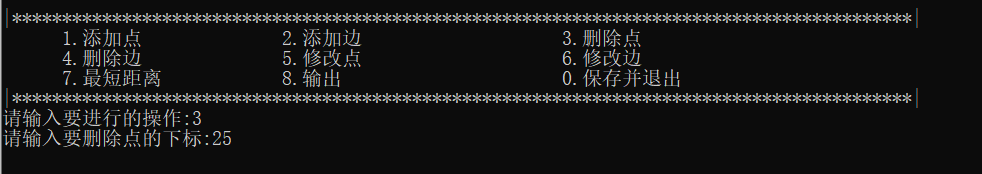 |******************************************************************************************|
1.添加点 2.添加边 3.删除点
4.删除边 5.修改点 6.修改边
7.最短距离 8.输出 0.保存并退出
|******************************************************************************************|
请输入要进行的操作:3
请输入要删除点的下标:25